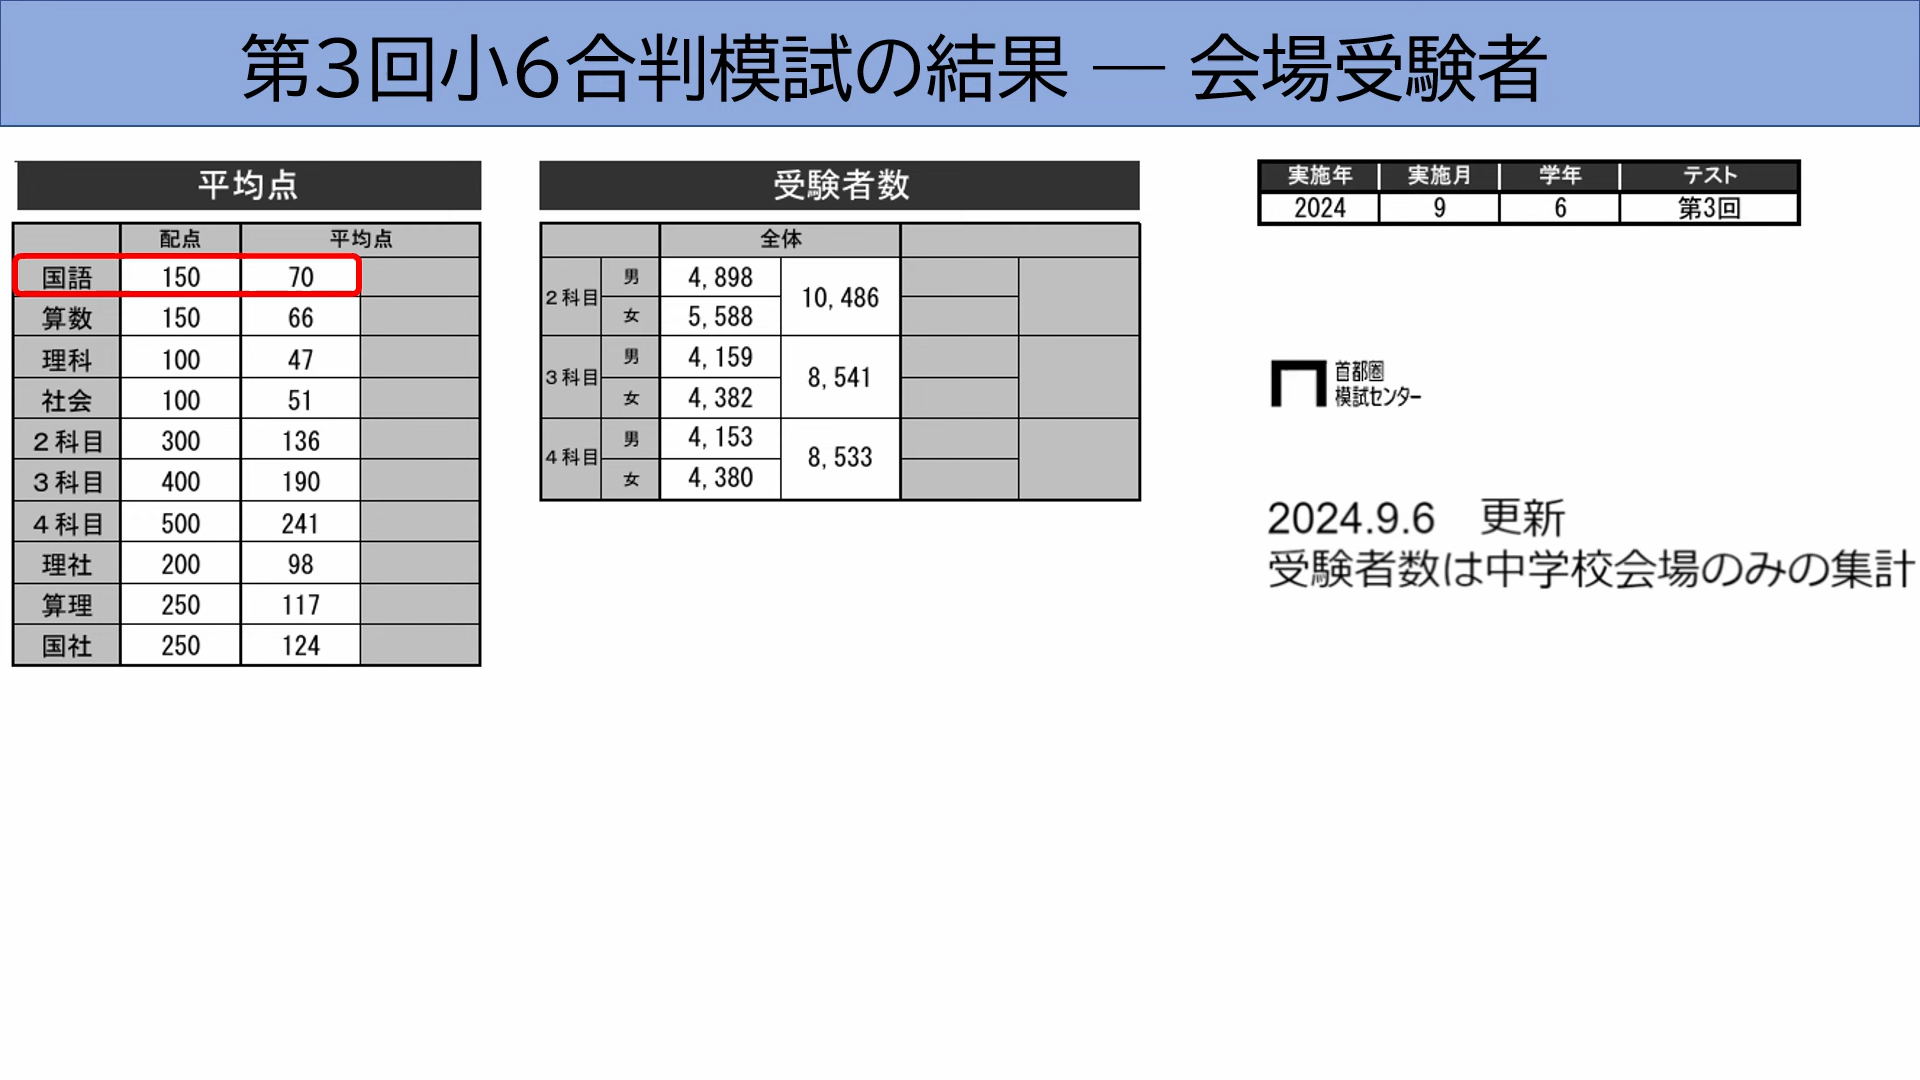 第3回小6合判模試の結果 ― 会場受験者
平均点
配点 平均点
国語 150 70
算数 150 66
理科 100 47
社会 100 51
２科目 300 136
３科目 400 190
４科目 500 241
理社 200 98
算理 250 117
国社 250 124
受験者数
全体
２科目 男 4,898 10,486
女 5,588
３科目 男 4,159 8,541
女 4,382
４科目 男 4,153 8,533
女 4,380
実施年 実施月 学年 テスト
2024 9 6 第3回
首都圏
模試センター
2024.9.6　更新
受験者数は中学校会場のみの集計